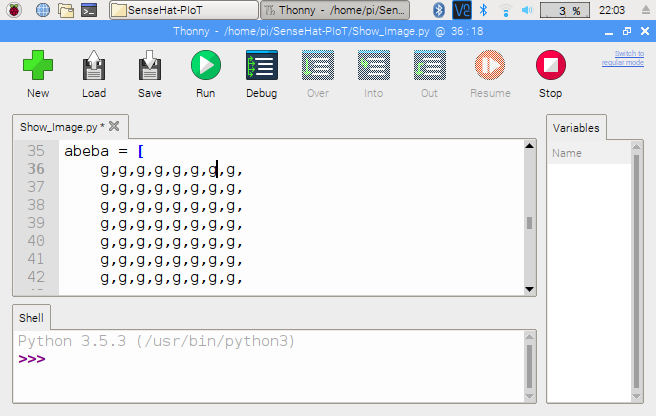 SenseHat-PIoT
Thonny - /home/pi/Sen...
3 %
22:03
Thonny - /home/pi/SenseHat-PIoT/Show_Image.py @ 36:18
New
Load
Save
Run
Debug
Over
Into
Out
Resume
Stop
Switch to
regular mode
Show_Image.py *
35 abeba = [
36 g,g,g,g,g,g,g,g,
37 g,g,g,g,g,g,g,g,
38 g,g,g,g,g,g,g,g,
39 g,g,g,g,g,g,g,g,
40 g,g,g,g,g,g,g,g,
41 g,g,g,g,g,g,g,g,
42 g,g,g,g,g,g,g,g,
Variables
Name
Shell
Python 3.5.3 (/usr/bin/python3)
>>>